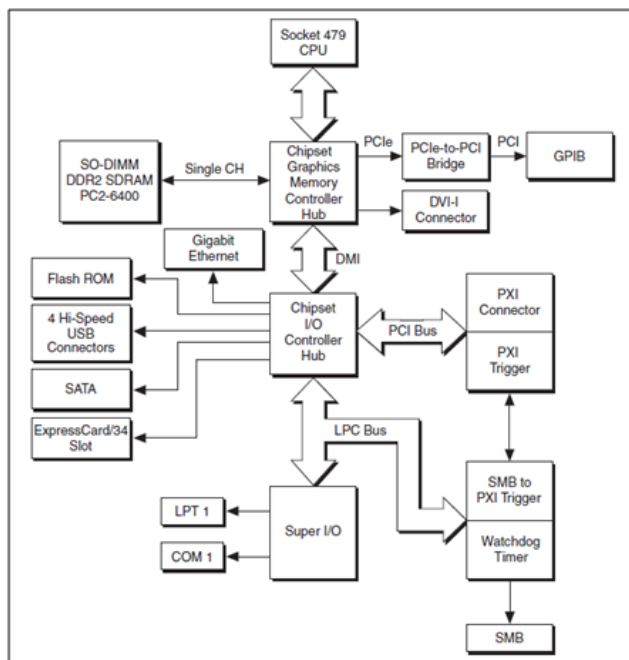 Socket 479
CPU
SO-DIMM
DDR2 SDRAM
PC2-6400
Single CH
Chipset
Graphics
Memory
Controller
Hub
PCIe
PCIe-to-PCI
Bridge
PCI
GPIB
DVI-I
Connector
Gigabit
Ethernet
DMI
Flash ROM
4 Hi-Speed
USB
Connectors
SATA
ExpressCard/34
Slot
Chipset
I/O
Controller
Hub
PCI Bus
PXI
Connector
PXI
Trigger
LPC Bus
LPT 1
COM 1
Super I/O
SMB to
PXI Trigger
Watchdog
Timer
SMB